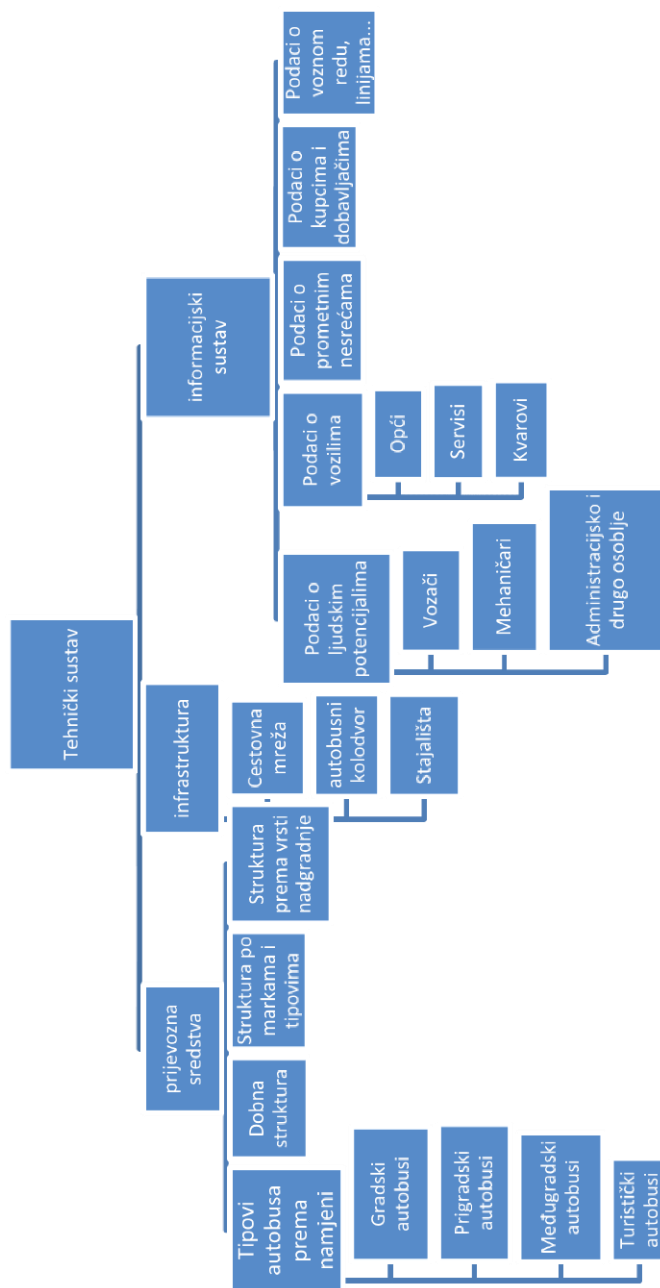 Tehnički sustav
prijevozna
sredstva
Tipovi
autobusa
prema
namjeni
Gradski
autobusi
Prigradski
autobusi
Međugradski
autobusi
Turistički
autobusi
Dobna
struktura
Struktura po
markama i
tipovima
Struktura
prema vrsti
nadgradnje
infrastruktura
Cestovna
mreža
autobusni
kolodvor
Stajališta
informacijski
sustav
Podaci o
ljudskim
potencijalima
Vozači
Mehaničari
Administracijsko i
drugo osoblje
Podaci o
vozilima
Opći
Servisi
Kvarovi
Podaci o
prometnim
nesrećama
Podaci o
kupcima i
dobavljačima
Podaci o
voznom
redu,
linijama...